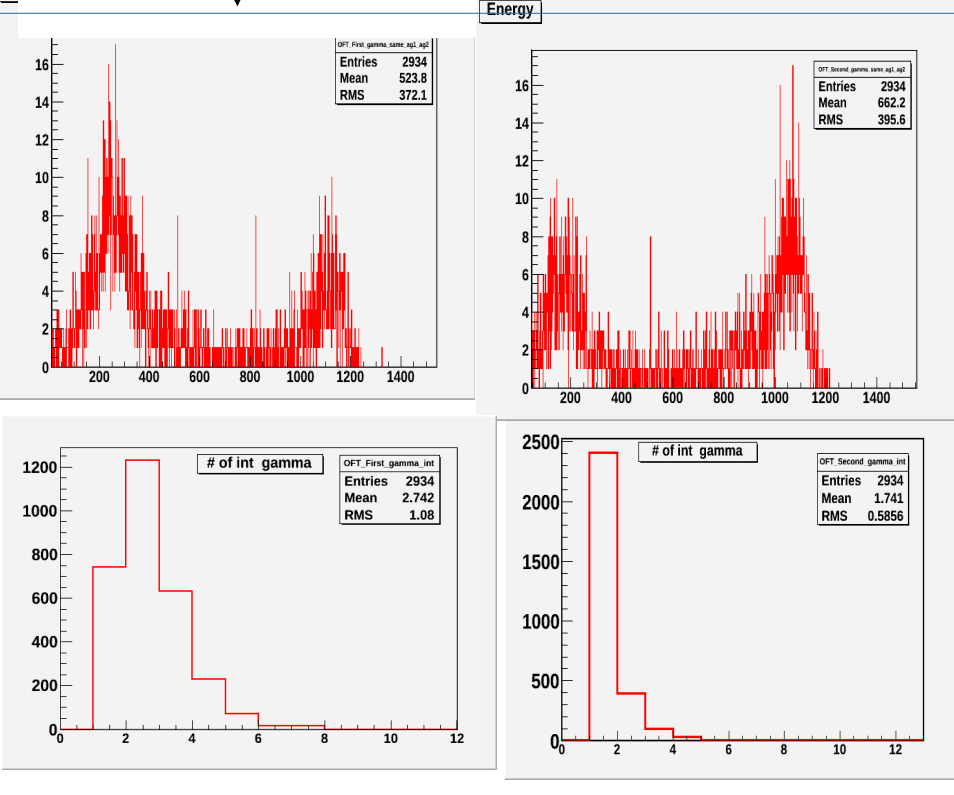 Energy
OFT_First_gamma_same_ag1_ag2
Entries 2934
Mean 523.8
RMS 372.1
16
14
12
10
8
6
4
2
0
200 400 600 800 1000 1200 1400
OFT_Second_gamma_same_ag1_ag2
Entries 2934
Mean 662.2
RMS 395.6
16
14
12
10
8
6
4
2
0
200 400 600 800 1000 1200 1400
# of int gamma
OFT_First_gamma_int
Entries 2934
Mean 2.742
RMS 1.08
1200
1000
800
600
400
200
0
0 2 4 6 8 10 12
# of int gamma
OFT_Second_gamma_int
Entries 2934
Mean 1.741
RMS 0.5856
2500
2000
1500
1000
500
0
0 2 4 6 8 10 12